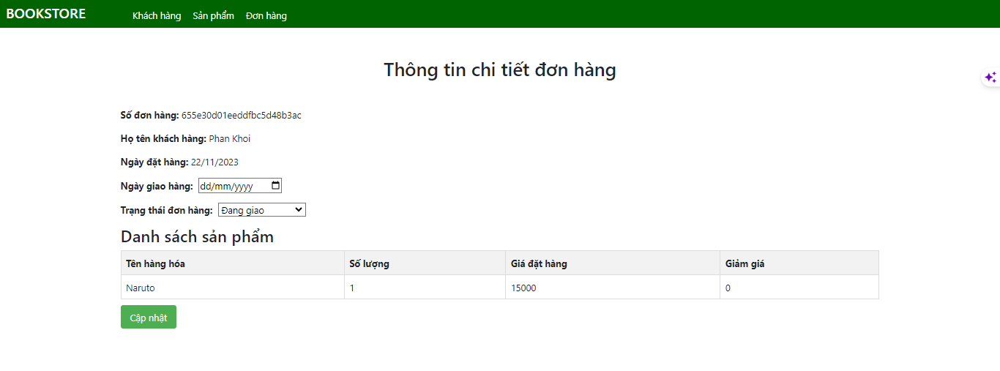 BOOKSTORE Khách hàng Sản phẩm Đơn hàng
Thông tin chi tiết đơn hàng
Số đơn hàng: 655e30d01eeddfbc5d48b3ac
Họ tên khách hàng: Phan Khoi
Ngày đặt hàng: 22/11/2023
Ngày giao hàng: dd/mm/yyyy
Trạng thái đơn hàng: Đang giao
Danh sách sản phẩm
Tên hàng hóa Số lượng Giá đặt hàng Giảm giá
Naruto 1 15000 0
Cập nhật